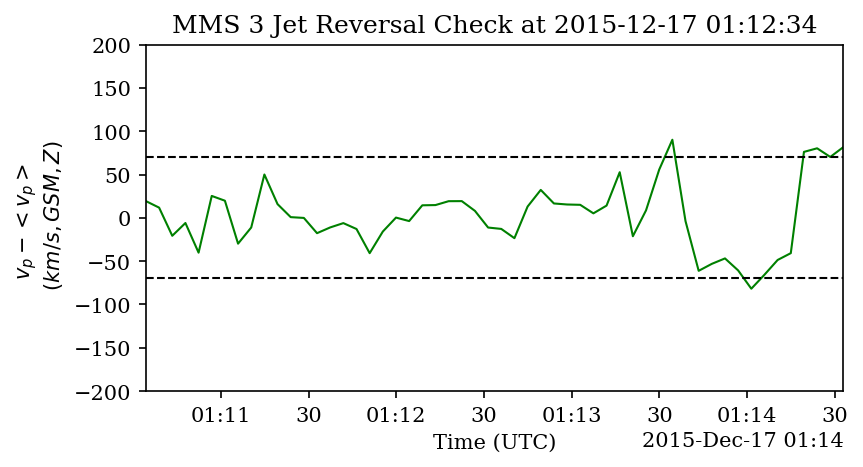 MMS 3 Jet Reversal Check at 2015-12-17 01:12:34
200
150
100
50
0
−50
−100
−150
−200
v_p − < v_p >
(km/s, GSM, Z)
01:11 30 01:12 30 01:13 30 01:14 30
Time (UTC)
2015-Dec-17 01:14